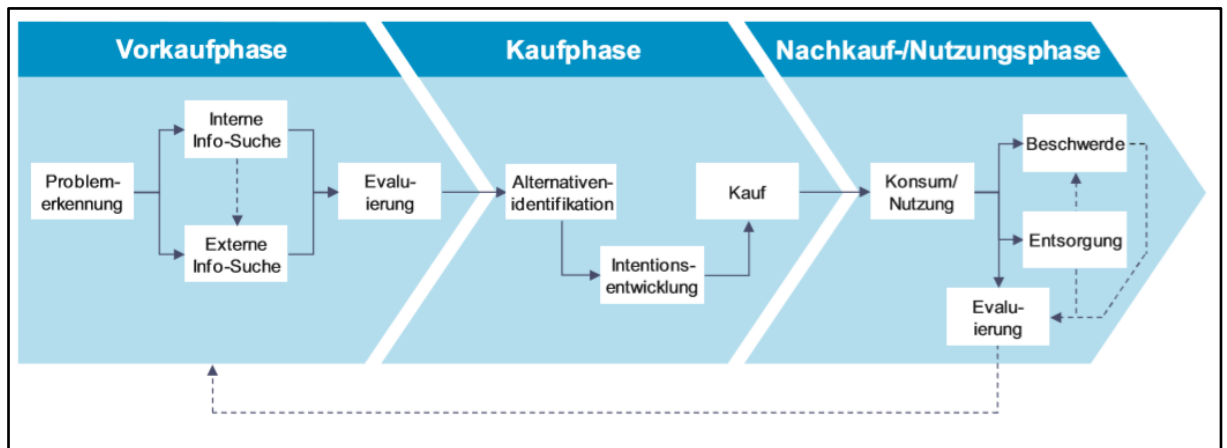 Vorkaufphase
Kaufphase
Nachkauf-/Nutzungsphase
Problem-
erkennung
Interne
Info-Suche
Externe
Info-Suche
Evalu-
ierung
Alternativen-
identifikation
Intentions-
entwicklung
Kauf
Konsum/
Nutzung
Beschwerde
Entsorgung
Evalu-
ierung